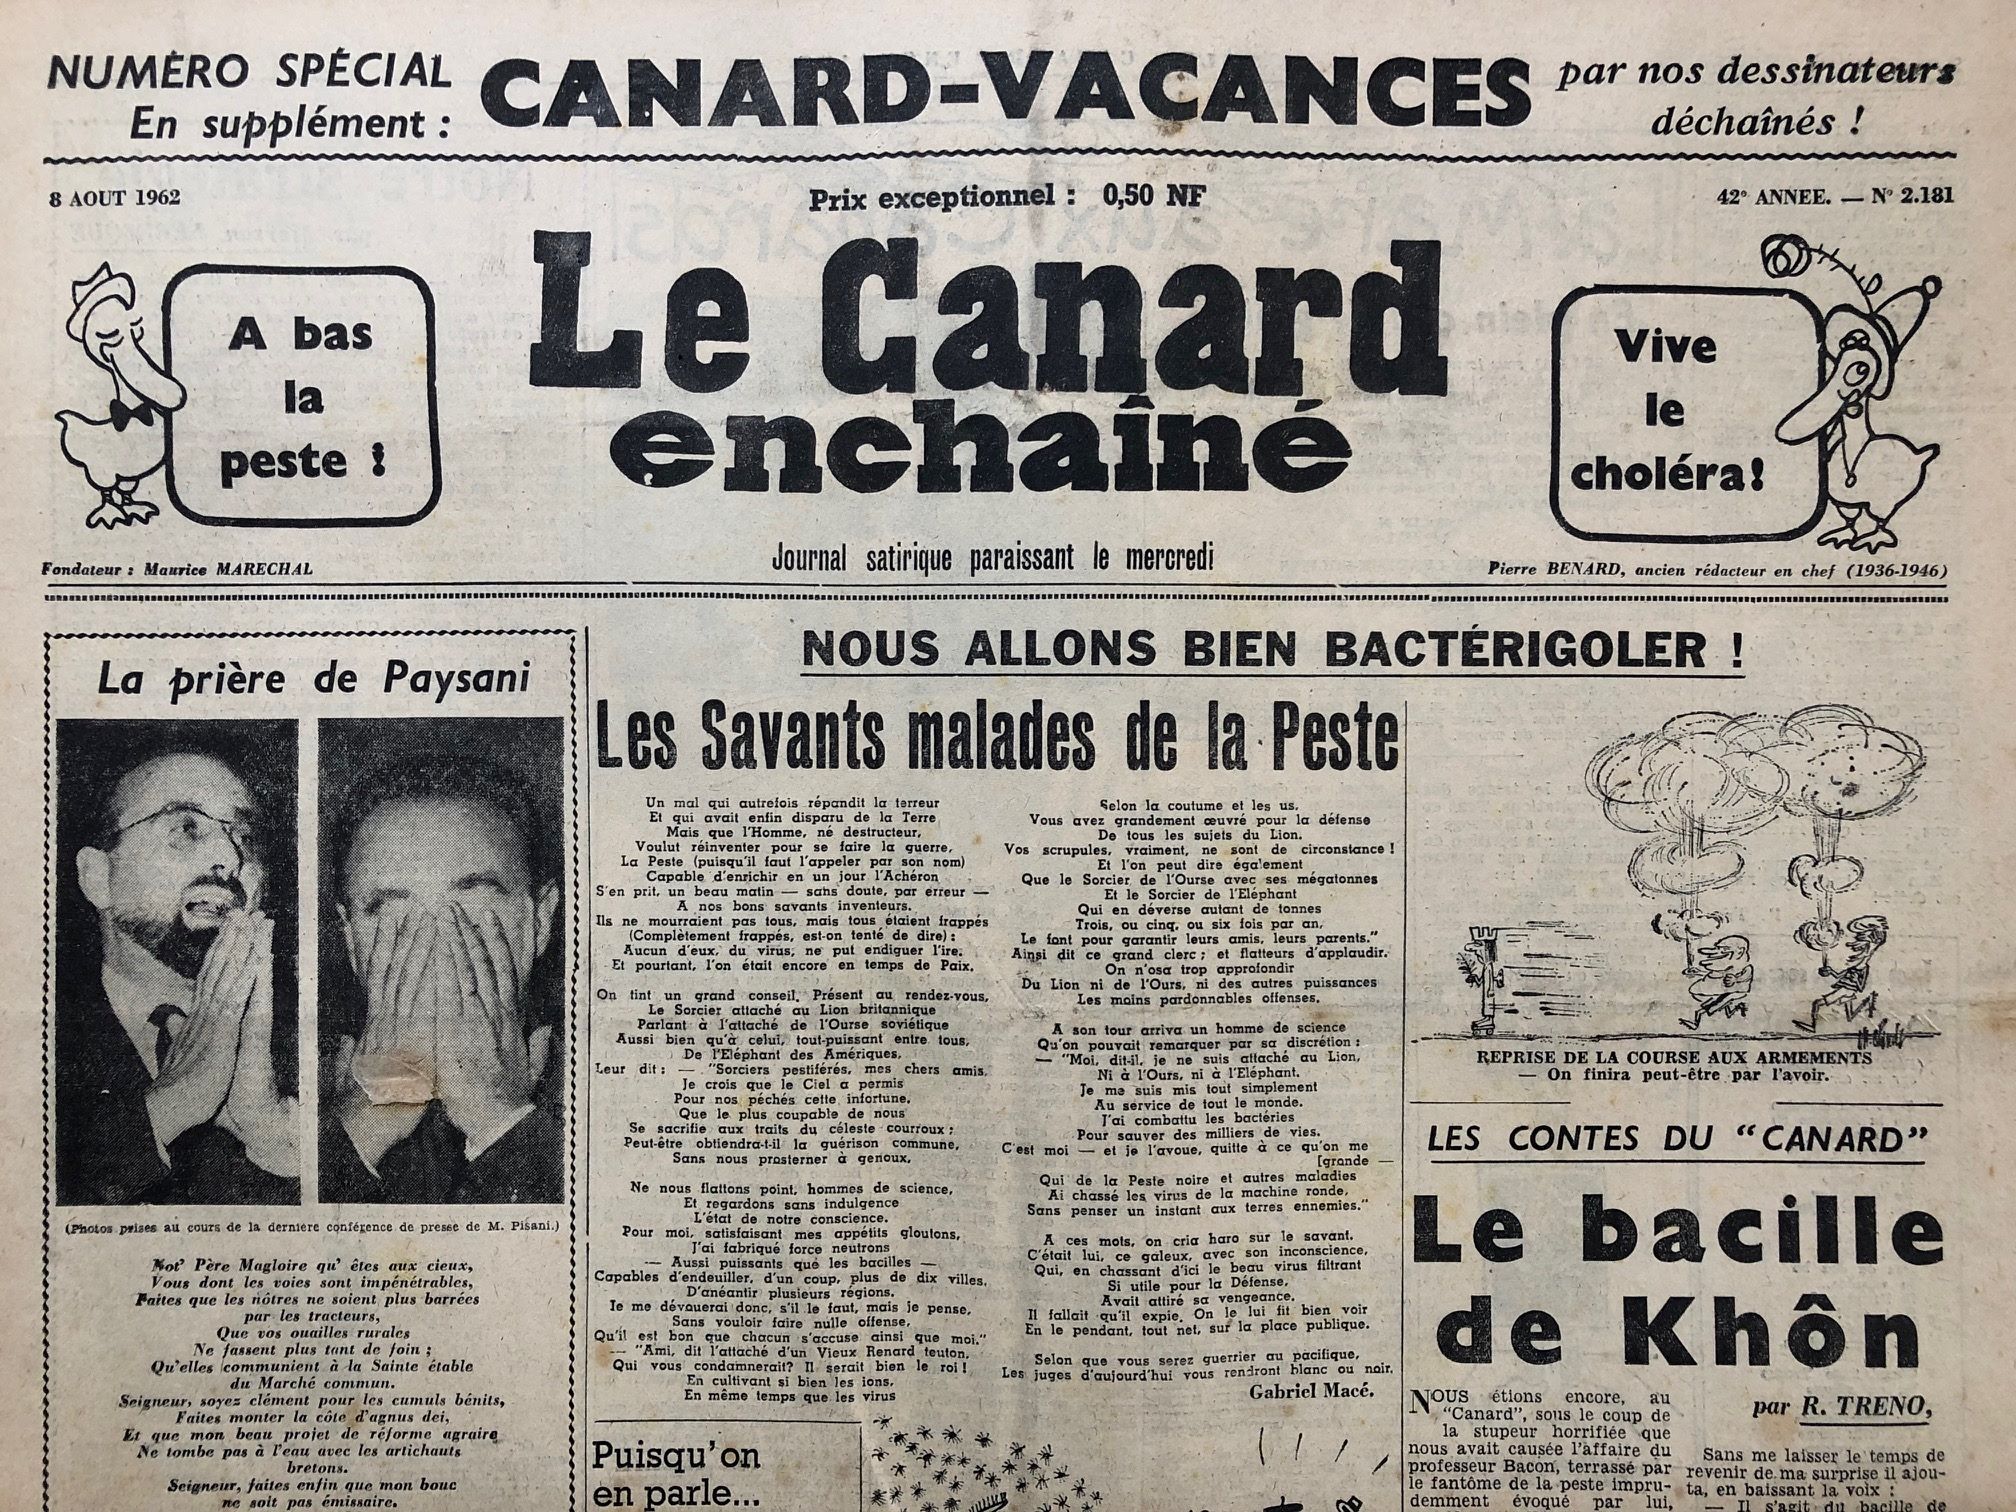 NUMÉRO SPÉCIAL
En supplément :
CANARD-VACANCES
par nos dessinateurs
déchaînés !
8 AOUT 1962
Prix exceptionnel : 0,50 NF
42e ANNEE. — No 2.181
A bas
la
peste !
Le Canard
enchaîné
Vive
le
choléra!
Fondateur : Maurice MARECHAL
Journal satirique paraissant le mercredi
Pierre BENARD, ancien rédacteur en chef (1936-1946)
La prière de Paysani
(Photos prises au cours de la dernière conférence de presse de M. Pisani.)
Not' Père Magloire qu' êtes aux cieux,
Vous dont les voies sont impénétrables,
Faites que les nôtres ne soient plus barrées
par les tracteurs,
Que vos ouailles rurales
Ne fassent plus tant de foin ;
Qu'elles communient à la Sainte étable
du Marché commun.
Seigneur, soyez clément pour les cumuls bénits,
Faites monter la côte d'agnus dei,
Et que mon beau projet de réforme agraire
Ne tombe pas à l'eau avec les artichauts
bretons.
Seigneur, faites enfin que mon bouc
ne soit pas émissaire.
NOUS ALLONS BIEN BACTÉRIGOLER !
Les Savants malades de la Peste
Un mal qui autrefois répandit la terreur
Et qui avait enfin disparu de la Terre
Mais que l'Homme, né destructeur,
Voulut réinventer pour se faire la guerre,
La Peste (puisqu'il faut l'appeler par son nom)
Capable d'enrichir en un jour l'Achéron
S'en prit, un beau matin — sans doute, par erreur —
A nos bons savants inventeurs.
Ils ne mourraient pas tous, mais tous étaient frappés
(Complètement frappés, est-on tenté de dire) :
Aucun d'eux, du virus, ne put endiguer l'ire.
Et pourtant, l'on était encore en temps de Paix.
On tint un grand conseil. Présent au rendez-vous,
Le Sorcier attaché au Lion britannique
Parlant à l'attaché de l'Ourse soviétique
Aussi bien qu'à celui, tout-puissant entre tous,
De l'Eléphant des Amériques,
Leur dit : — "Sorciers pestiférés, mes chers amis,
Je crois que le Ciel a permis
Pour nos péchés cette infortune.
Que le plus coupable de nous
Se sacrifie aux traits du céleste courroux ;
Peut-être obtiendra-t-il la guérison commune,
Sans nous prosterner à genoux.
Ne nous flattons point, hommes de science,
Et regardons sans indulgence
L'état de notre conscience.
Pour moi, satisfaisant mes appétits gloutons,
J'ai fabriqué force neutrons
— Aussi puissants que les bacilles —
Capables d'endeuiller, d'un coup, plus de dix villes,
D'anéantir plusieurs régions.
Je me dévouerai donc, s'il le faut, mais je pense,
Sans vouloir faire nulle offense,
Qu'il est bon que chacun s'accuse ainsi que moi."
— "Ami, dit l'attaché d'un Vieux Renard teuton,
Qui vous condamnerait? Il serait bien le roi !
En cultivant si bien les ions,
En même temps que les virus
Selon la coutume et les us,
Vous avez grandement œuvré pour la défense
De tous les sujets du Lion.
Vos scrupules, vraiment, ne sont de circonstance !
Et l'on peut dire également
Que le Sorcier de l'Ourse avec ses mégatonnes
Et le Sorcier de l'Eléphant
Qui en déverse autant de tonnes
Trois, ou cinq, ou six fois par an,
Le font pour garantir leurs amis, leurs parents."
Ainsi dit ce grand clerc ; et flatteurs d'applaudir.
On n'osa trop approfondir
Du Lion ni de l'Ours, ni des autres puissances
Les moins pardonnables offenses.
A son tour arriva un homme de science
Qu'on pouvait remarquer par sa discrétion :
— "Moi, dit-il, je ne suis attaché au Lion,
Ni à l'Ours, ni à l'Eléphant.
Je me suis mis tout simplement
Au service de tout le monde.
J'ai combattu les bactéries
Pour sauver des milliers de vies.
C'est moi — et je l'avoue, quitte à ce qu'on me
[gronde —
Qui de la Peste noire et autres maladies
Ai chassé les virus de la machine ronde,
Sans penser un instant aux terres ennemies."
A ces mots, on cria haro sur le savant.
C'était lui, ce galeux, avec son inconscience,
Qui, en chassant d'ici le beau virus filtrant
Si utile pour la Défense,
Avait attiré sa vengeance.
Il fallait qu'il expie. On le lui fit bien voir
En le pendant, tout net, sur la place publique.
Selon que vous serez guerrier au pacifique,
Les juges d'aujourd'hui vous rendront blanc ou noir.
Gabriel Macé.
Puisqu'on
en parle...
REPRISE DE LA COURSE AUX ARMEMENTS
— On finira peut-être par l'avoir.
LES CONTES DU "CANARD"
Le bacille
de Khôn
par R. TRENO,
NOUS étions encore, au
"Canard", sous le coup de
la stupeur horrifiée que
nous avait causée l'affaire du
professeur Bacon, terrassé par
le fantôme de la peste impru-
demment évoqué par lui,
Sans me laisser le temps de
revenir de ma surprise il ajou-
ta, en baissant la voix :
— Il s'agit du bacille de